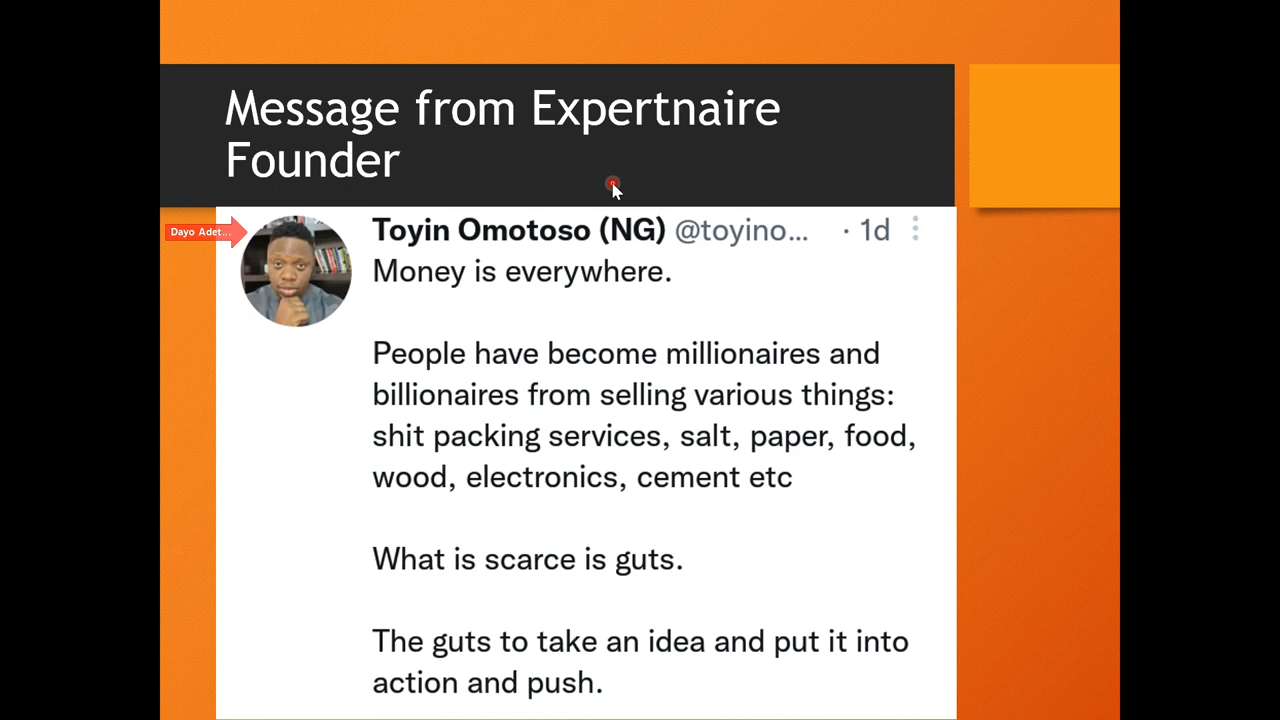 Message from Expertnaire
Founder
Dayo Adet...
Toyin Omotoso (NG) @toyino... · 1d
Money is everywhere.
People have become millionaires and
billionaires from selling various things:
shit packing services, salt, paper, food,
wood, electronics, cement etc
What is scarce is guts.
The guts to take an idea and put it into
action and push.